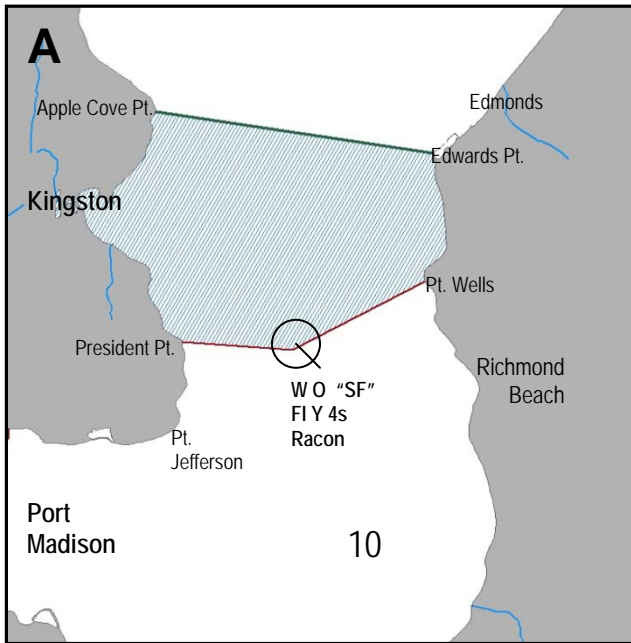 A
Apple Cove Pt.
Edmonds
Edwards Pt.
Kingston
Pt. Wells
President Pt.
Richmond
Beach
W O "SF"
Fl Y 4s
Racon
Pt.
Jefferson
Port
Madison
10